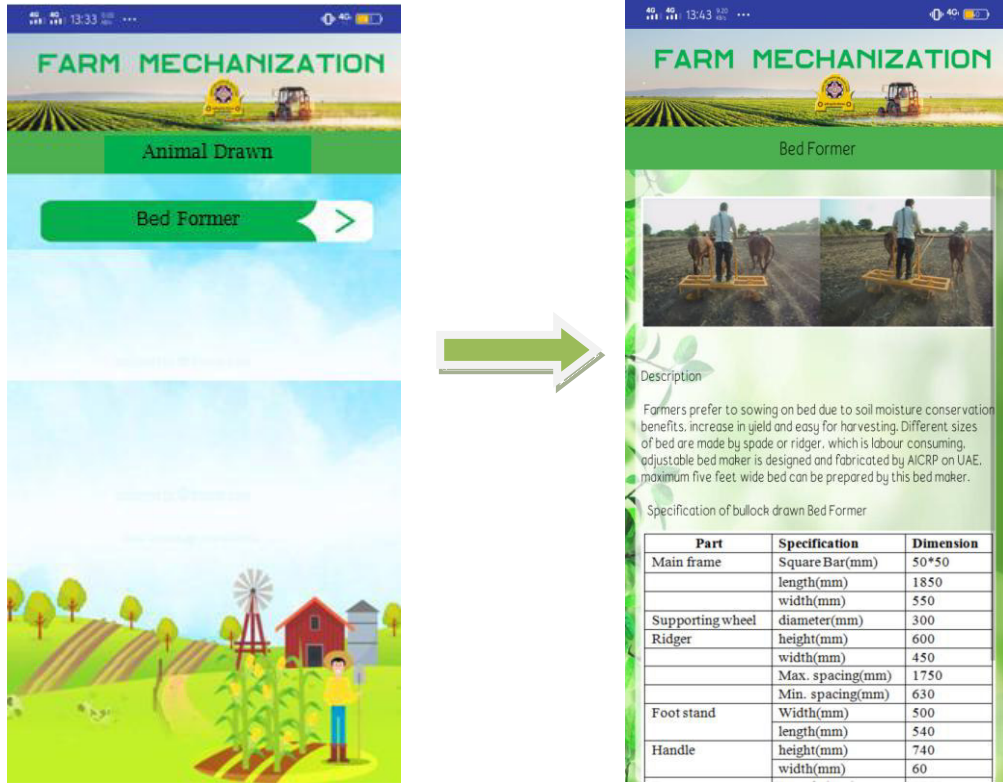 13:33
4G
FARM MECHANIZATION
Animal Drawn
Bed Former
>
13:43
4G
FARM MECHANIZATION
Bed Former
Description
Farmers prefer to sowing on bed due to soil moisture conservation
benefits, increase in yield and easy for harvesting. Different sizes
of bed are made by spade or ridger, which is labour consuming,
adjustable bed maker is designed and fabricated by AICRP on UAE,
maximum five feet wide bed can be prepared by this bed maker.
Specification of bullock drawn Bed Former
Part Specification Dimension
Main frame Square Bar(mm) 50*50
length(mm) 1850
width(mm) 550
Supporting wheel diameter(mm) 300
Ridger height(mm) 600
width(mm) 450
Max. spacing(mm) 1750
Min. spacing(mm) 630
Foot stand Width(mm) 500
length(mm) 540
Handle height(mm) 740
width(mm) 60